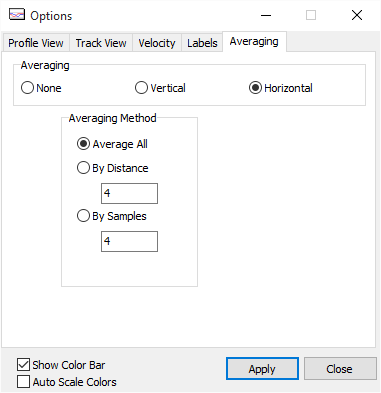 Options
Profile View Track View Velocity Labels Averaging
Averaging
None Vertical Horizontal
Averaging Method
Average All
By Distance
4
By Samples
4
Show Color Bar
Auto Scale Colors
Apply Close